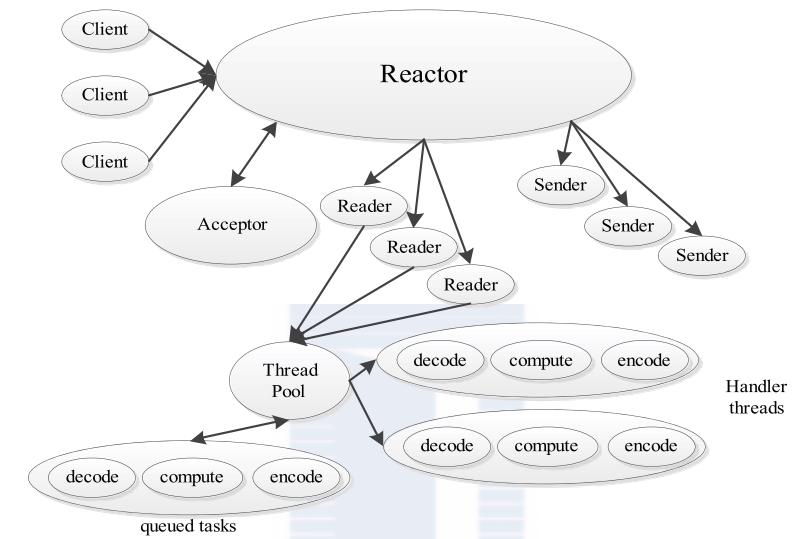 Client
Reactor
Client
Client
Sender
Reader
Acceptor
Sender
Reader
Sender
Reader
decode compute encode
Thread
Pool
Handler
threads
decode compute encode
decode compute encode
queued tasks